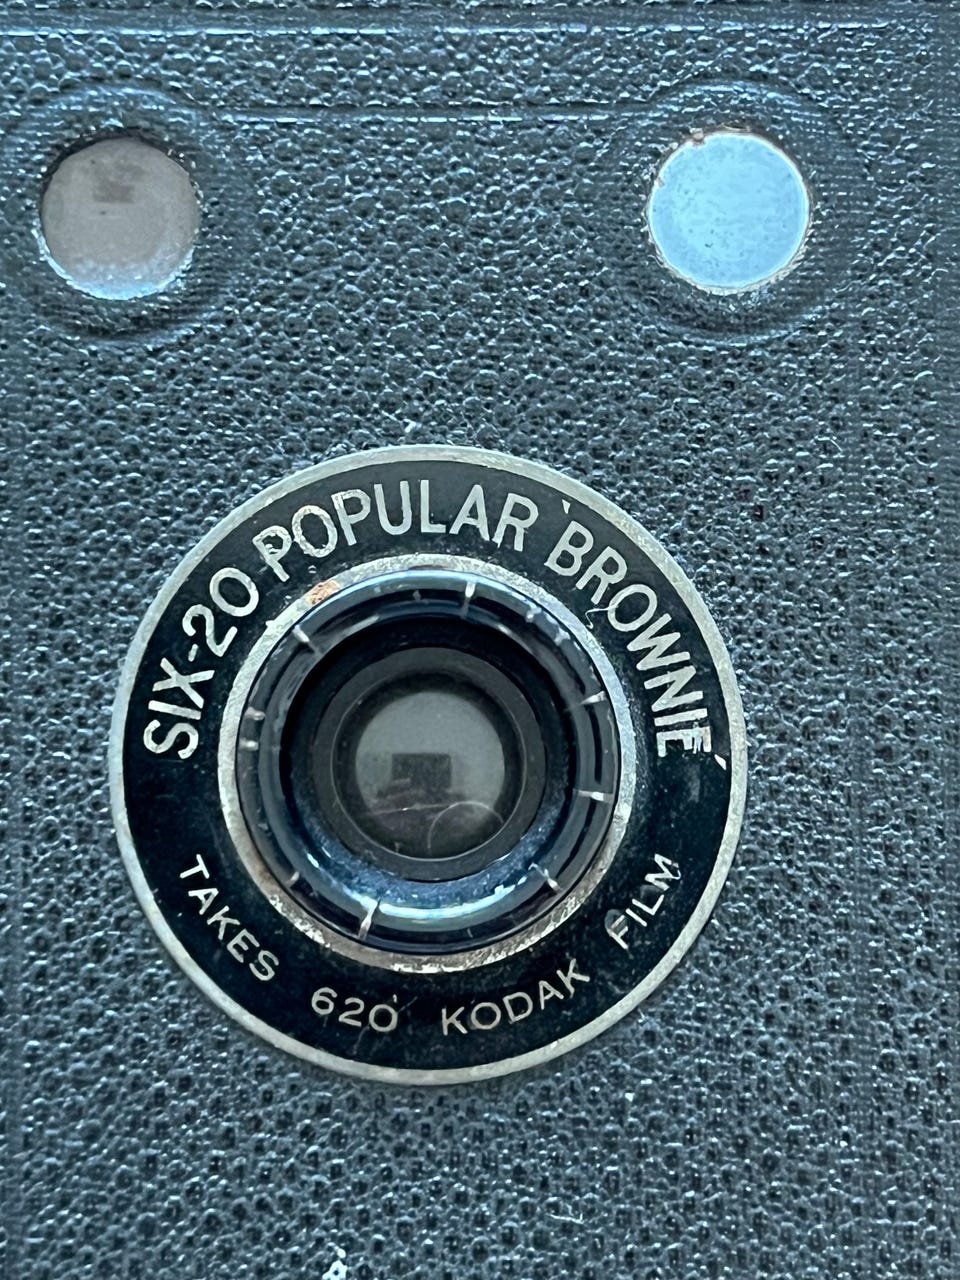 SIX-20 POPULAR BROWNIE
TAKES 620 KODAK FILM